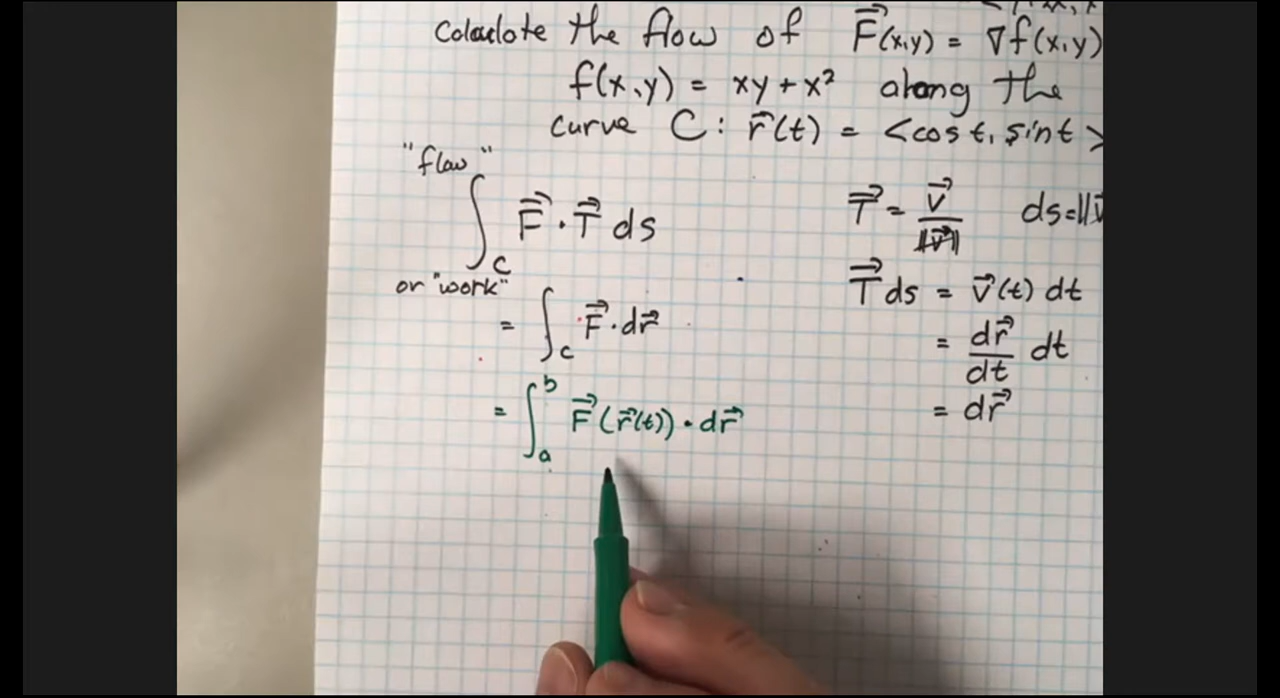 Calculate the flow of F⃗(x,y) = ∇f(x,y)
f(x,y) = xy + x² along the
curve C: r⃗(t) = <cos t, sin t>
"flow"
∫_C F⃗ · T⃗ ds
or "work"
= ∫_C F⃗ · dr⃗
= ∫_a^b F⃗(r⃗(t)) · dr⃗
T⃗ = v⃗ / ||v⃗|| ds = ||v⃗
T⃗ ds = v⃗(t) dt
= dr⃗/dt dt
= dr⃗